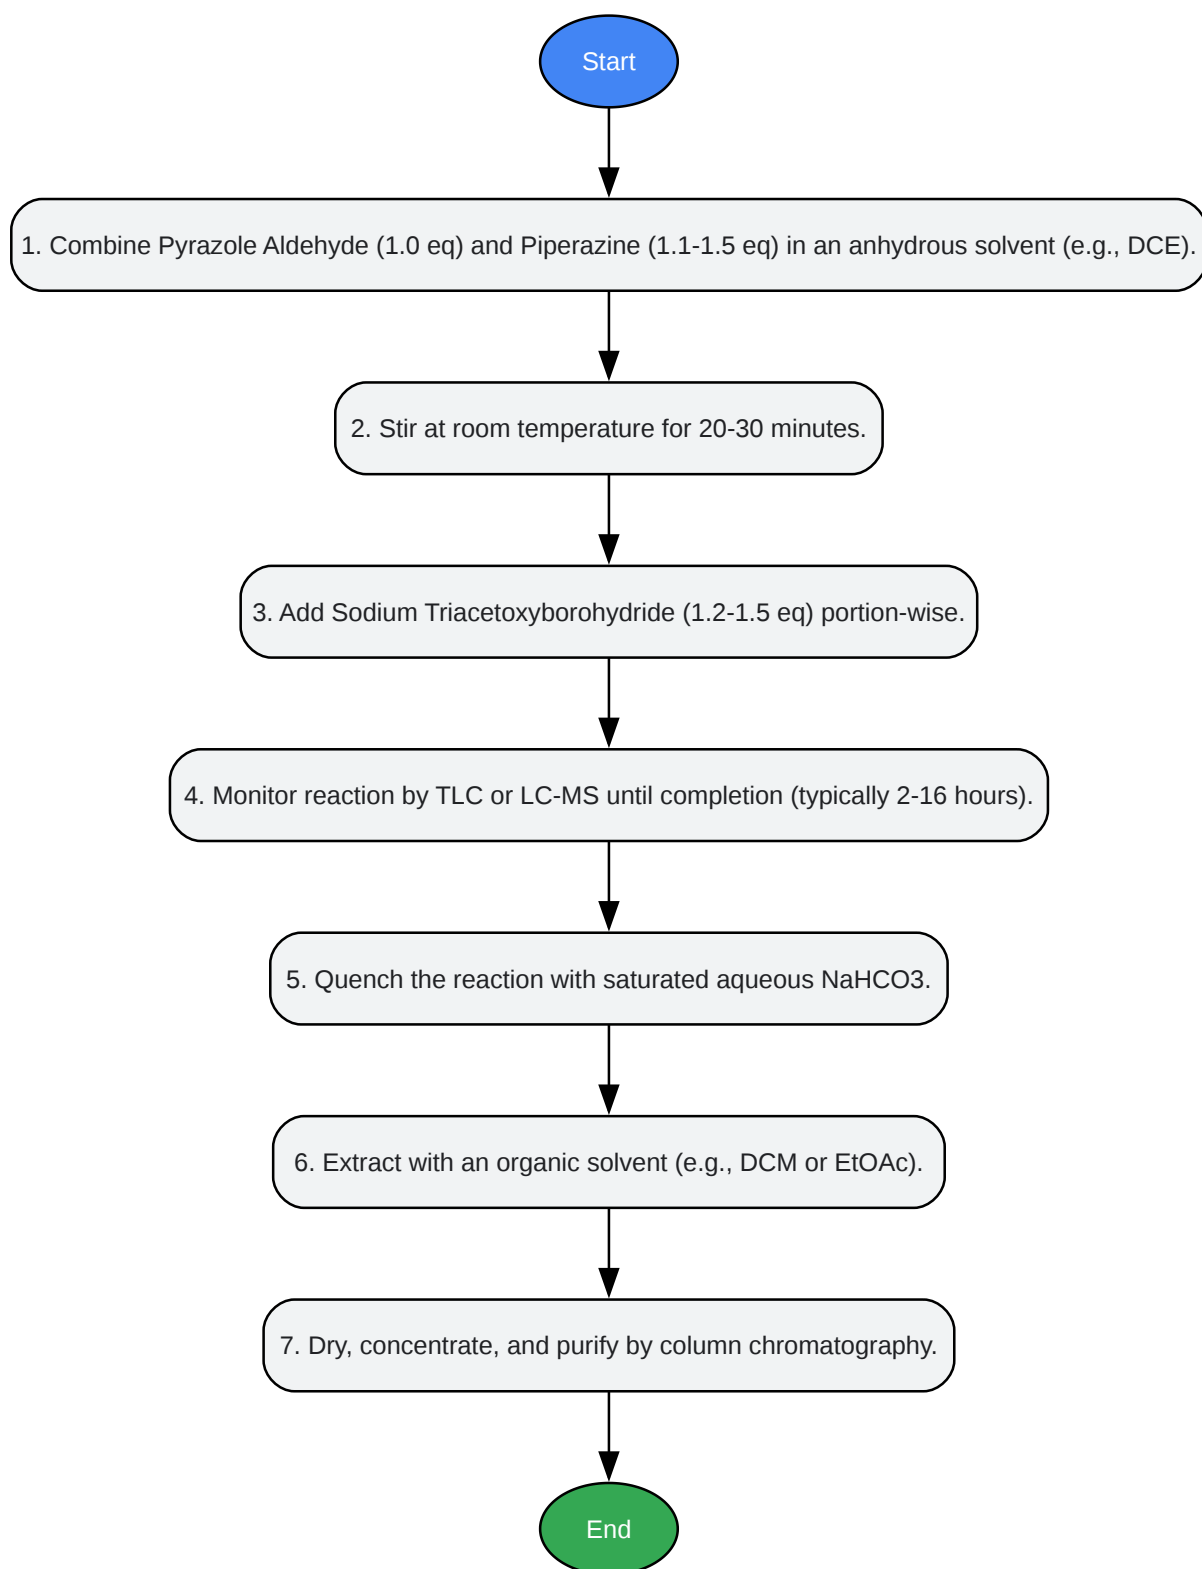 Start
1. Combine Pyrazole Aldehyde (1.0 eq) and Piperazine (1.1-1.5 eq) in an anhydrous solvent (e.g., DCE).
2. Stir at room temperature for 20-30 minutes.
3. Add Sodium Triacetoxyborohydride (1.2-1.5 eq) portion-wise.
4. Monitor reaction by TLC or LC-MS until completion (typically 2-16 hours).
5. Quench the reaction with saturated aqueous NaHCO3.
6. Extract with an organic solvent (e.g., DCM or EtOAc).
7. Dry, concentrate, and purify by column chromatography.
End